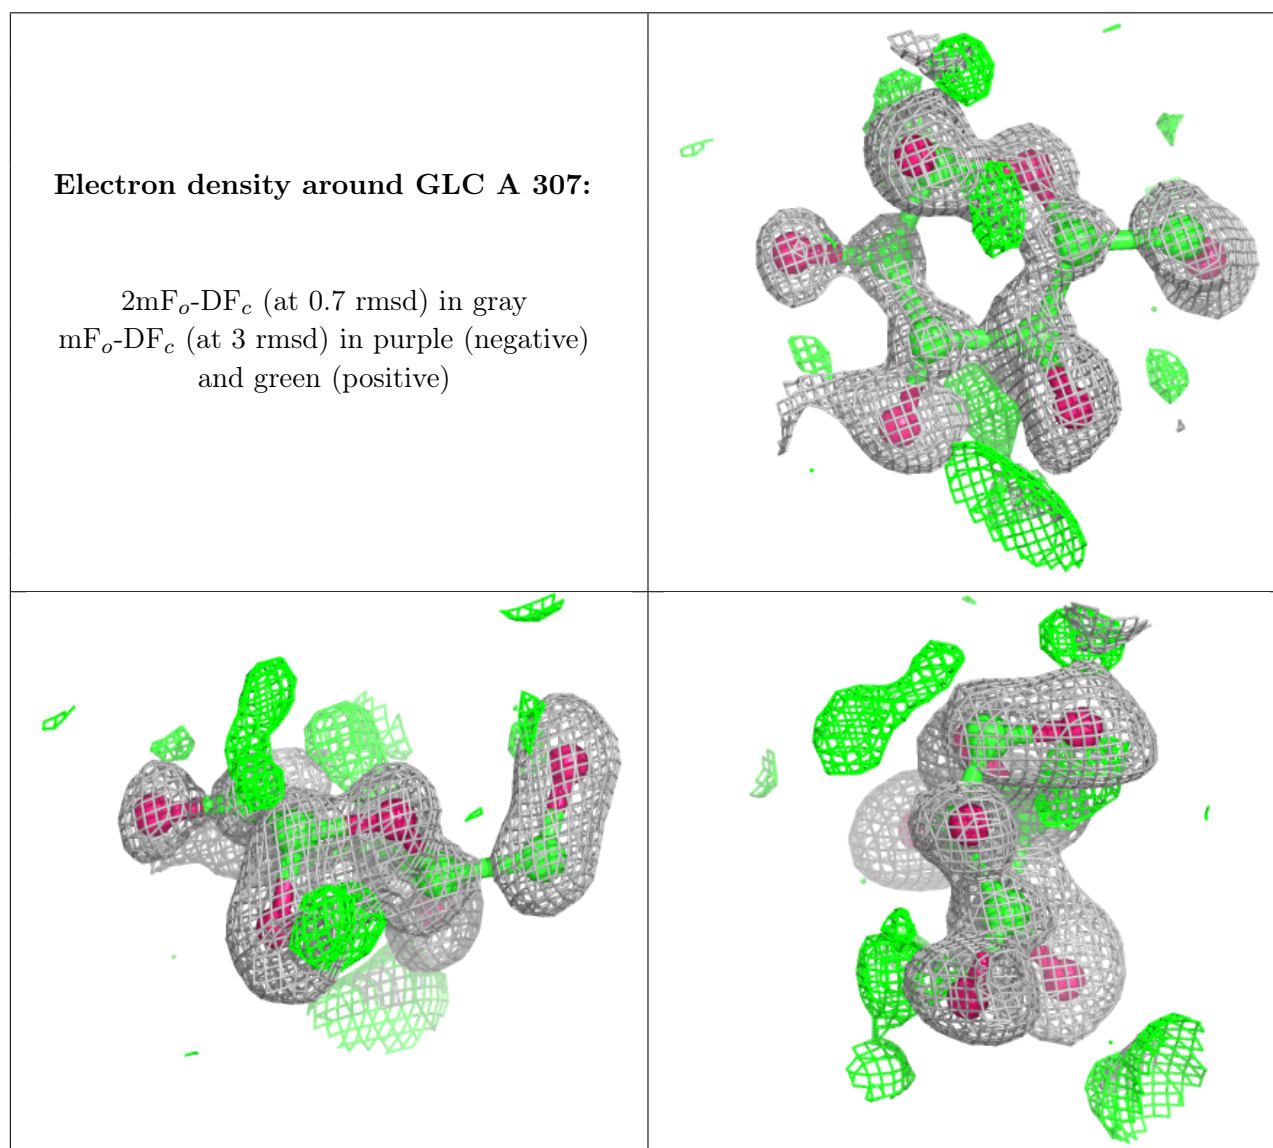 Electron density around GLC A 307:
2mFo-DFc (at 0.7 rmsd) in gray
mFo-DFc (at 3 rmsd) in purple (negative)
and green (positive)